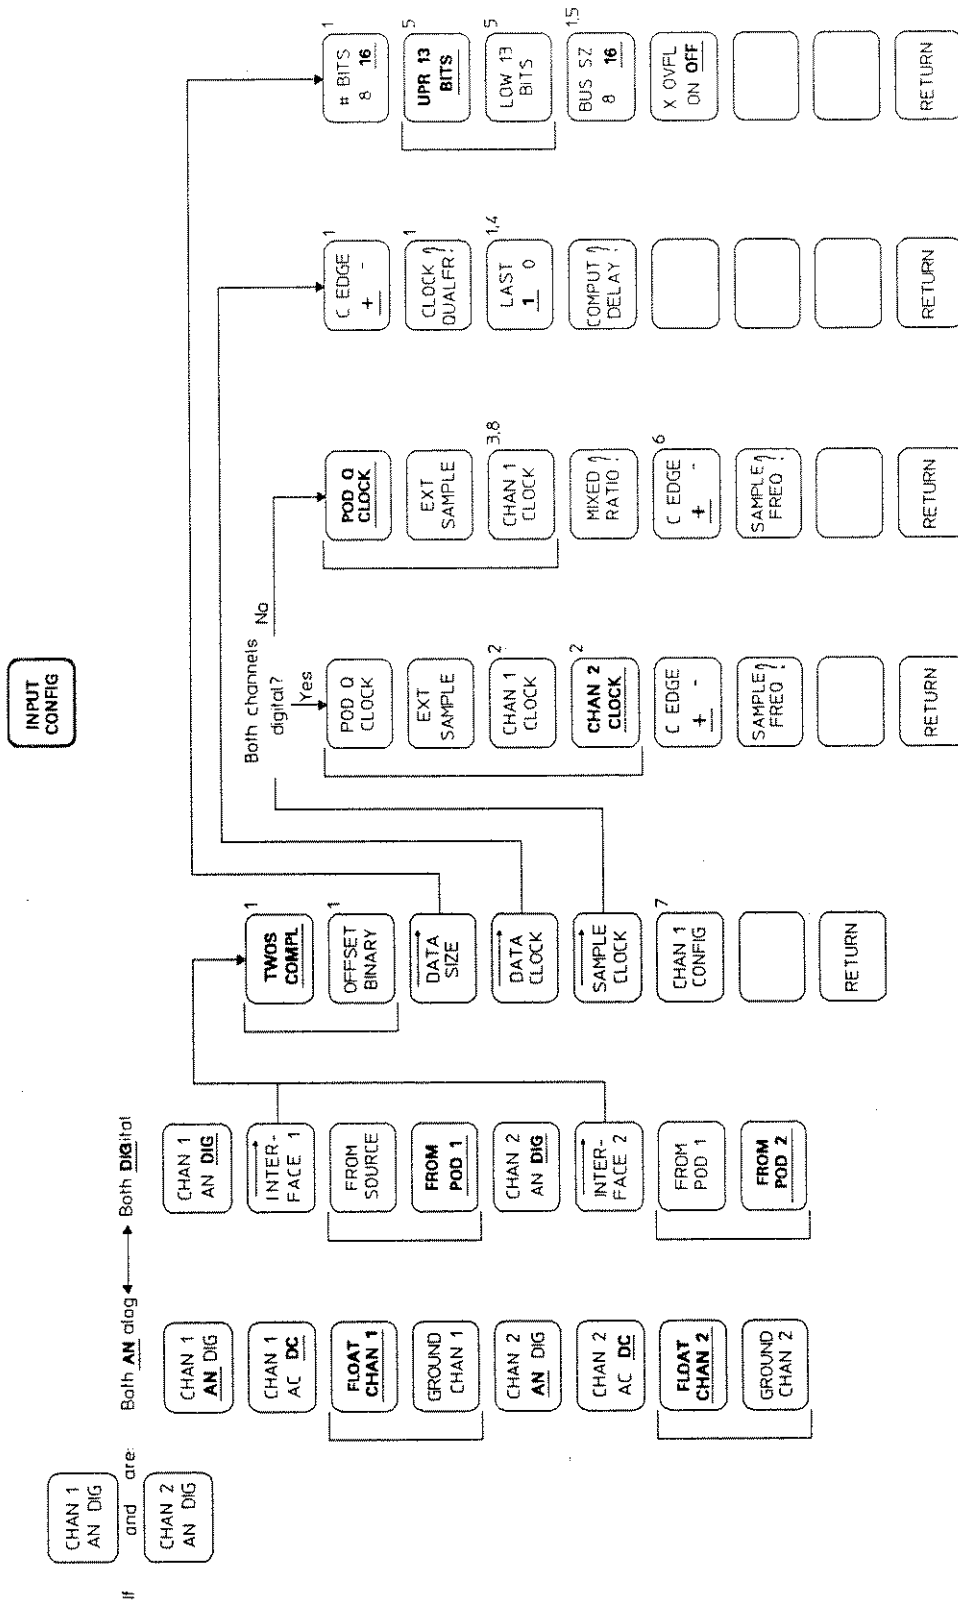 INPUT
CONFIG
If
CHAN 1
AN DIG
and
CHAN 2
AN DIG
are:
Both AN alog
Both DIGital
CHAN 1
AN DIG
CHAN 1
AC DC
FLOAT
CHAN 1
GROUND
CHAN 1
CHAN 2
AN DIG
CHAN 2
AC DC
FLOAT
CHAN 2
GROUND
CHAN 2
CHAN 1
AN DIG
INTER-
FACE 1
FROM
SOURCE
FROM
POD 1
CHAN 2
AN DIG
INTER-
FACE 2
FROM
POD 1
FROM
POD 2
TWOS
COMPL
1
OFFSET
BINARY
1
DATA
SIZE
DATA
CLOCK
SAMPLE
CLOCK
CHAN 1
CONFIG
7
RETURN
Both channels
digital?
Yes
No
POD Q
CLOCK
EXT
SAMPLE
CHAN 1
CLOCK
2
CHAN 2
CLOCK
2
C EDGE
+ -
SAMPLE
FREQ ?!
RETURN
POD Q
CLOCK
EXT
SAMPLE
CHAN 1
CLOCK
3,8
MIXED
RATIO ?!
C EDGE
+ -
6
SAMPLE
FREQ ?!
RETURN
C EDGE
+ -
1
CLOCK
QUALFR ?!
1
LAST
1 0
1,4
COMPUT
DELAY ?!
RETURN
# BITS
8 16
1
UPR 13
BITS
5
LOW 13
BITS
5
BUS SZ
8 16
1,5
X OVFL
ON OFF
RETURN